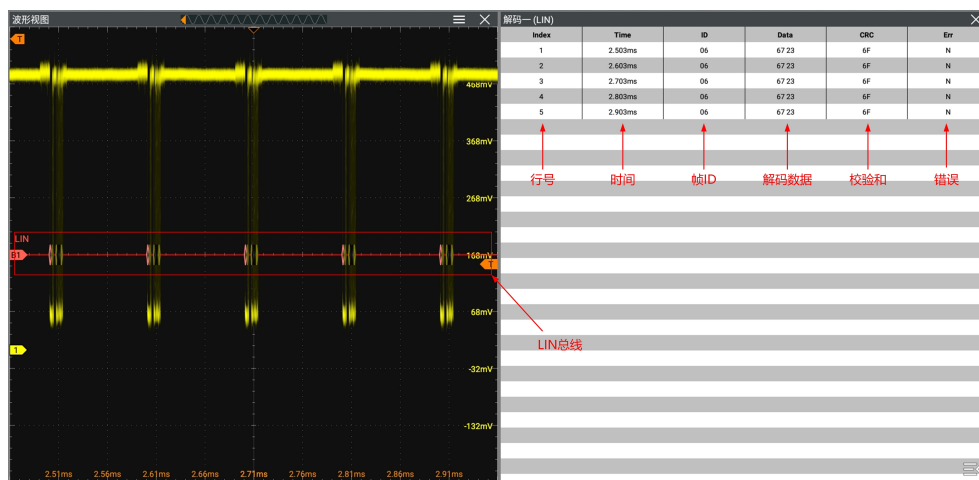 波形视图
T
468mV
368mV
268mV
LIN
B1
168mV
T
68mV
1
-32mV
-132mV
2.51ms 2.56ms 2.61ms 2.66ms 2.71ms 2.76ms 2.81ms 2.86ms 2.91ms
解码一 (LIN)
Index Time ID Data CRC Err
1 2.503ms 06 67 23 6F N
2 2.603ms 06 67 23 6F N
3 2.703ms 06 67 23 6F N
4 2.803ms 06 67 23 6F N
5 2.903ms 06 67 23 6F N
行号 时间 帧ID 解码数据 校验和 错误
LIN总线